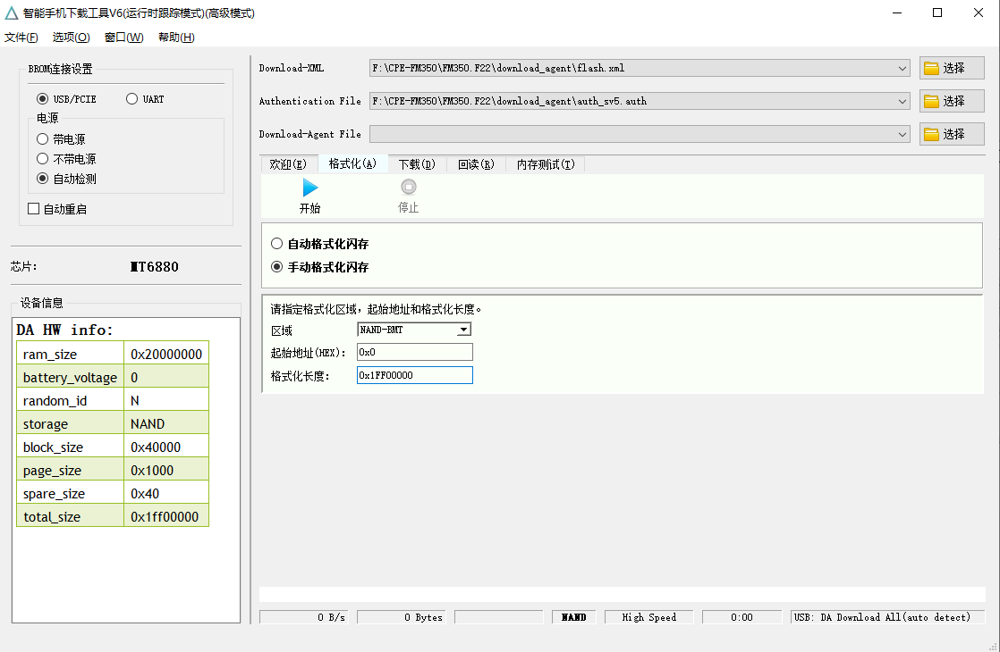 智能手机下载工具V6(运行时跟踪模式)(高级模式)
文件(F) 选项(O) 窗口(W) 帮助(H)
BROM连接设置
USB/PCIE UART
电源
带电源
不带电源
自动检测
自动重启
芯片: MT6880
设备信息
DA HW info:
ram_size 0x20000000
battery_voltage 0
random_id N
storage NAND
block_size 0x40000
page_size 0x1000
spare_size 0x40
total_size 0x1ff00000
Download-XML F:\CPE-FM350\FM350.F22\download_agent\flash.xml 选择
Authentication File F:\CPE-FM350\FM350.F22\download_agent\auth_sv5.auth 选择
Download-Agent File 选择
欢迎(E) 格式化(A) 下载(D) 回读(R) 内存测试(T)
开始 停止
自动格式化闪存
手动格式化闪存
请指定格式化区域，起始地址和格式化长度。
区域 NAND-BMT
起始地址(HEX): 0x0
格式化长度: 0x1FF00000
0 B/s 0 Bytes NAND High Speed 0:00 USB: DA Download All(auto detect)